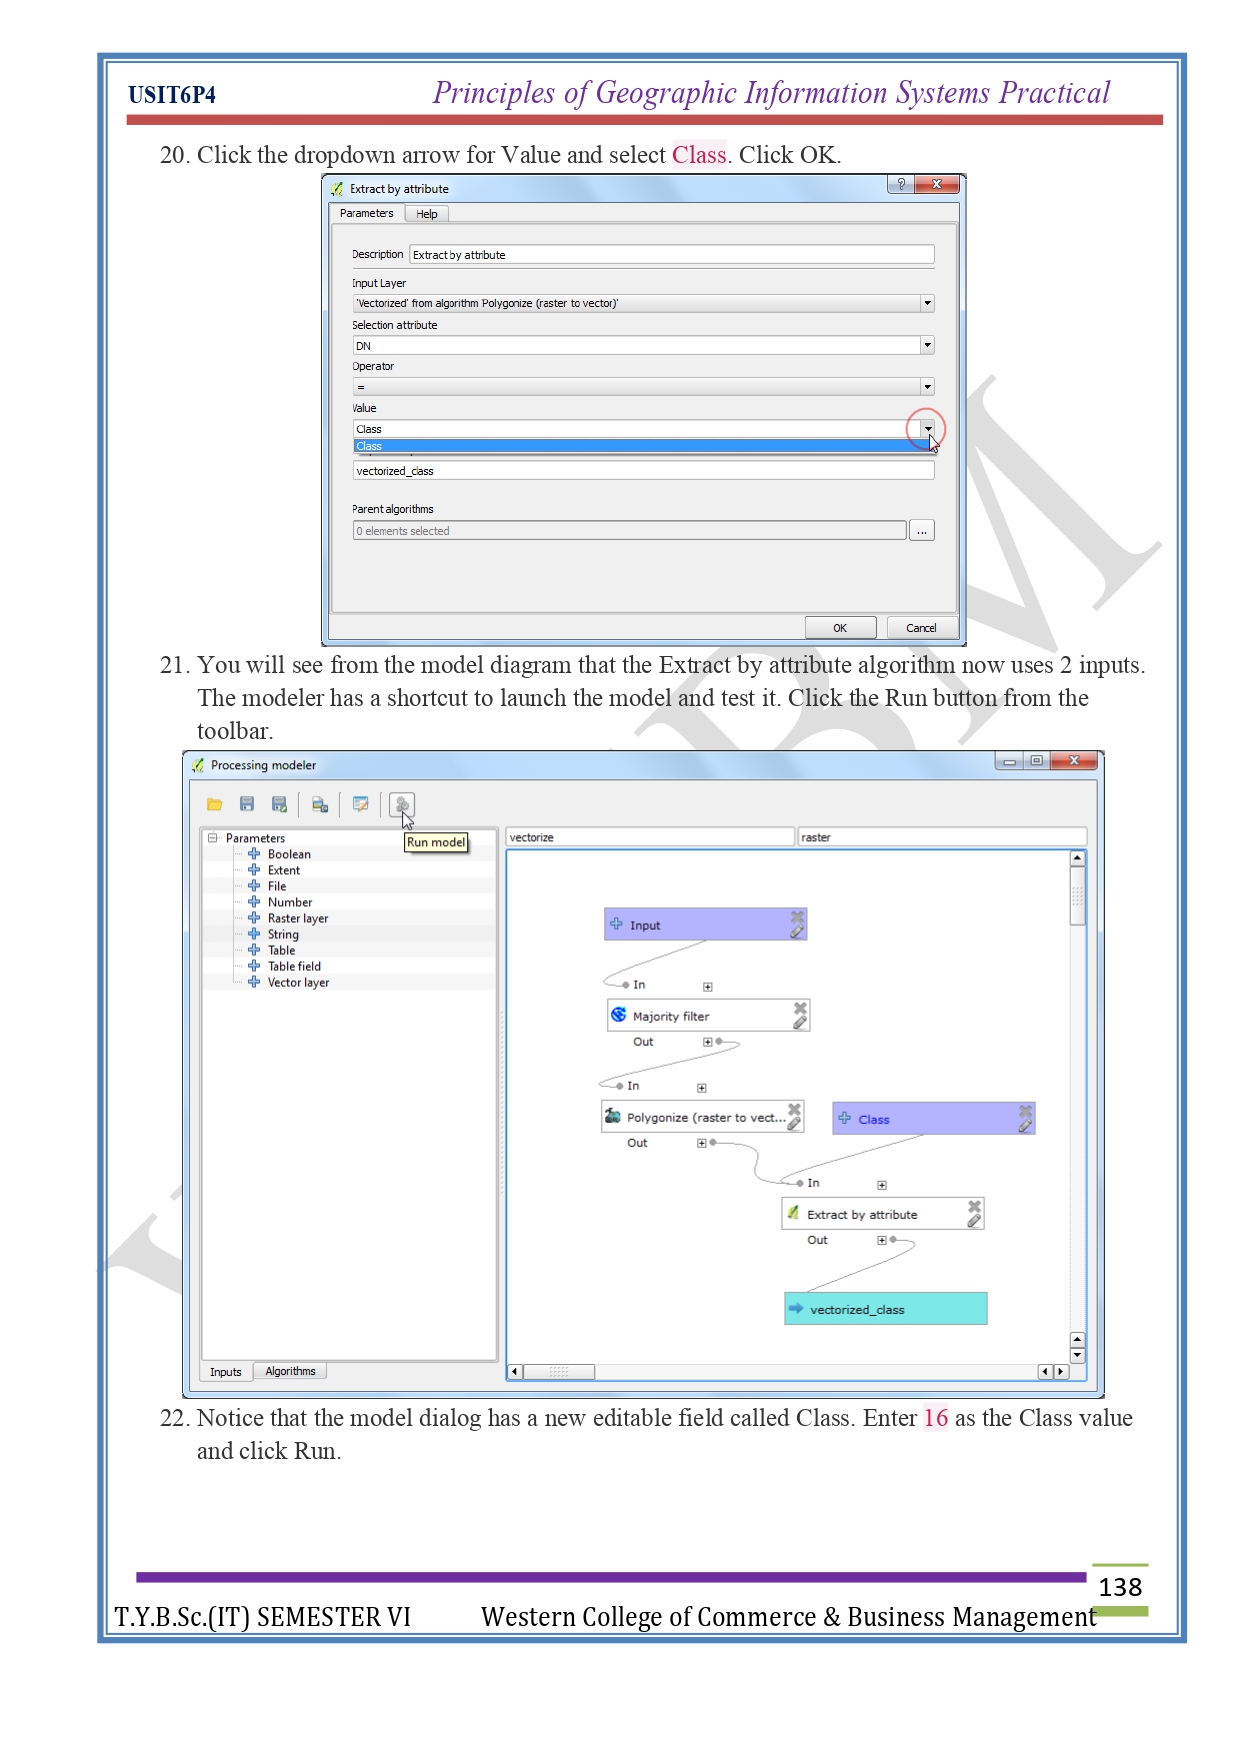 USIT6P4 Principles of Geographic Information Systems Practical
20. Click the dropdown arrow for Value and select Class. Click OK.
Extract by attribute
Parameters Help
Description Extract by attribute
Input Layer
'Vectorized' from algorithm 'Polygonize (raster to vector)'
Selection attribute
DN
Operator
=
Value
Class
Class
vectorized_class
Parent algorithms
0 elements selected ...
OK Cancel
21. You will see from the model diagram that the Extract by attribute algorithm now uses 2 inputs.
The modeler has a shortcut to launch the model and test it. Click the Run button from the
toolbar.
Processing modeler
Run model
Parameters
Boolean
Extent
File
Number
Raster layer
String
Table
Table field
Vector layer
Inputs Algorithms
vectorize raster
Input
In
Majority filter
Out
In
Polygonize (raster to vect...
Out
Class
In
Extract by attribute
Out
vectorized_class
22. Notice that the model dialog has a new editable field called Class. Enter 16 as the Class value
and click Run.
138
T.Y.B.Sc.(IT) SEMESTER VI Western College of Commerce & Business Management